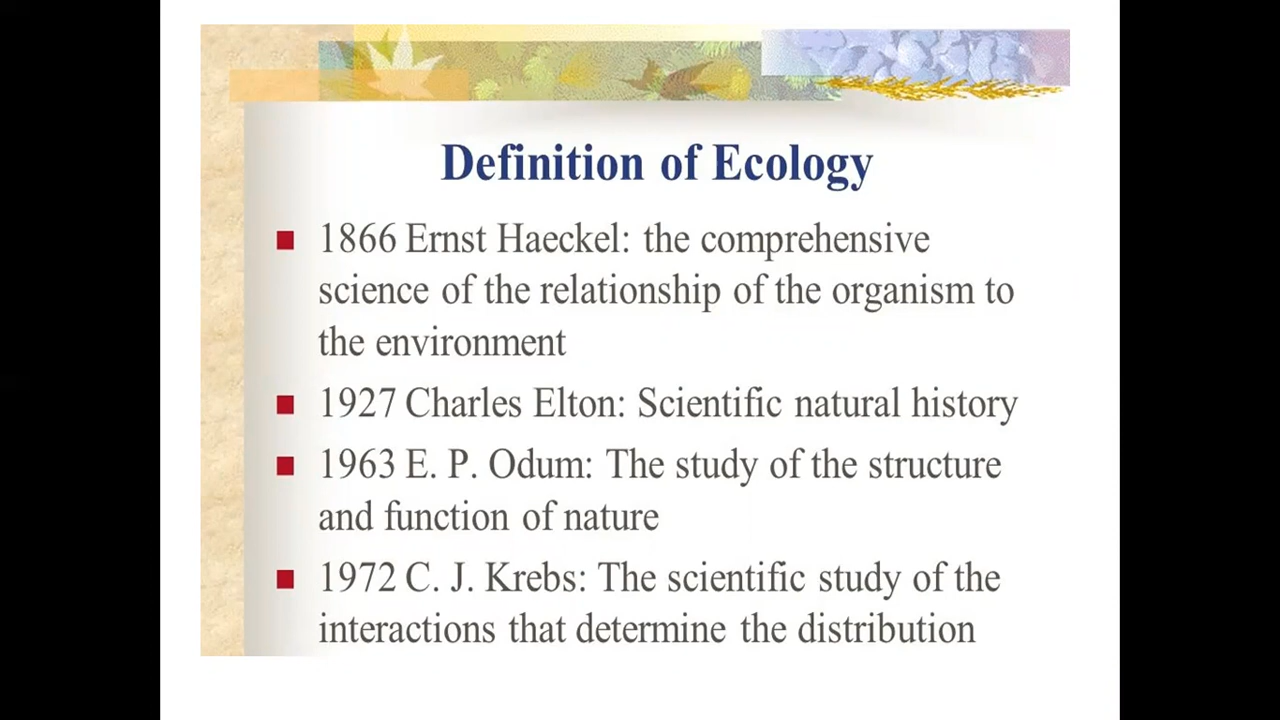 Definition of Ecology
1866 Ernst Haeckel: the comprehensive
science of the relationship of the organism to
the environment
1927 Charles Elton: Scientific natural history
1963 E. P. Odum: The study of the structure
and function of nature
1972 C. J. Krebs: The scientific study of the
interactions that determine the distribution